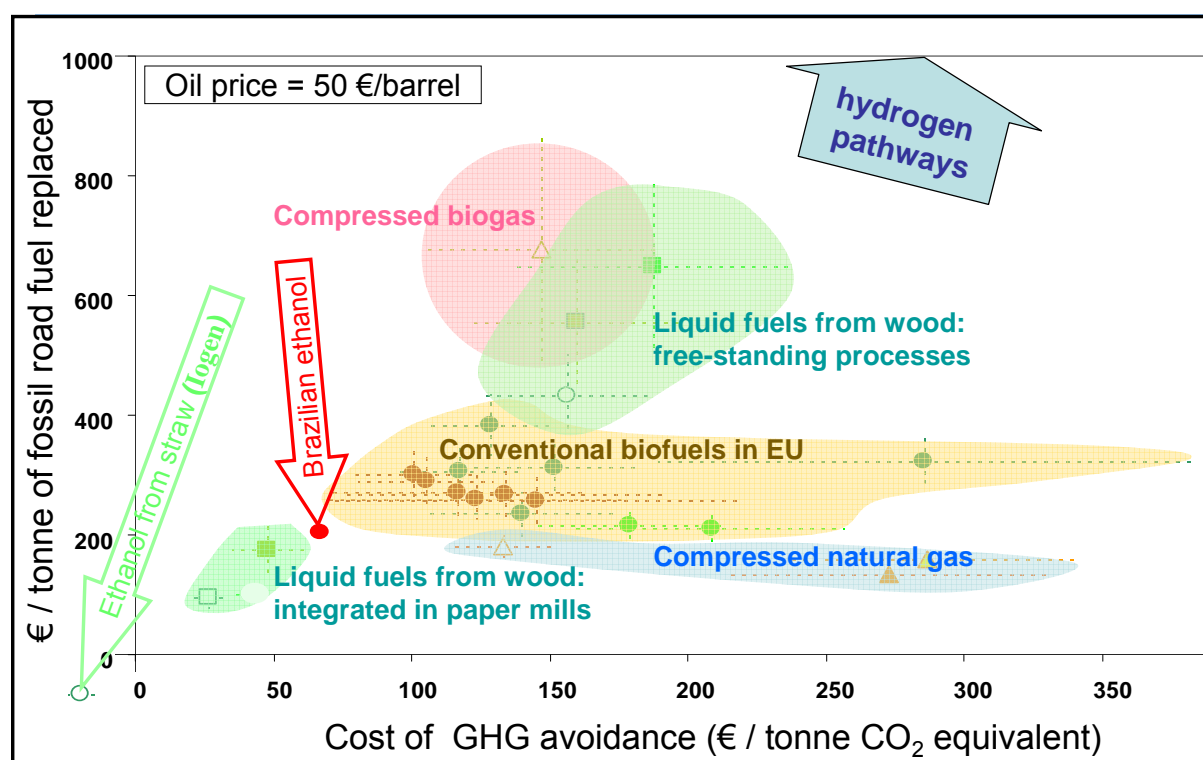 1000
Oil price = 50 €/barrel
hydrogen
pathways
800
Compressed biogas
600
Liquid fuels from wood:
free-standing processes
Ethanol from straw (Iogen)
Brazilian ethanol
400
Conventional biofuels in EU
200
Compressed natural gas
Liquid fuels from wood:
integrated in paper mills
0
€ / tonne of fossil road fuel replaced
0 50 100 150 200 250 300 350
Cost of GHG avoidance (€ / tonne CO₂ equivalent)